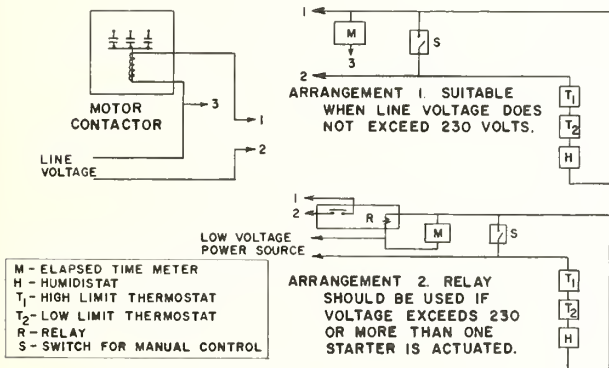 MOTOR
CONTACTOR
3
1
2
LINE
VOLTAGE
1
M
S
3
2
ARRANGEMENT 1. SUITABLE
WHEN LINE VOLTAGE DOES
NOT EXCEED 230 VOLTS.
T1
T2
H
1
2
R
M
S
LOW VOLTAGE
POWER SOURCE
ARRANGEMENT 2. RELAY
SHOULD BE USED IF
VOLTAGE EXCEEDS 230
OR MORE THAN ONE
STARTER IS ACTUATED.
T1
T2
H
M - ELAPSED TIME METER
H - HUMIDISTAT
T1 - HIGH LIMIT THERMOSTAT
T2 - LOW LIMIT THERMOSTAT
R - RELAY
S - SWITCH FOR MANUAL CONTROL